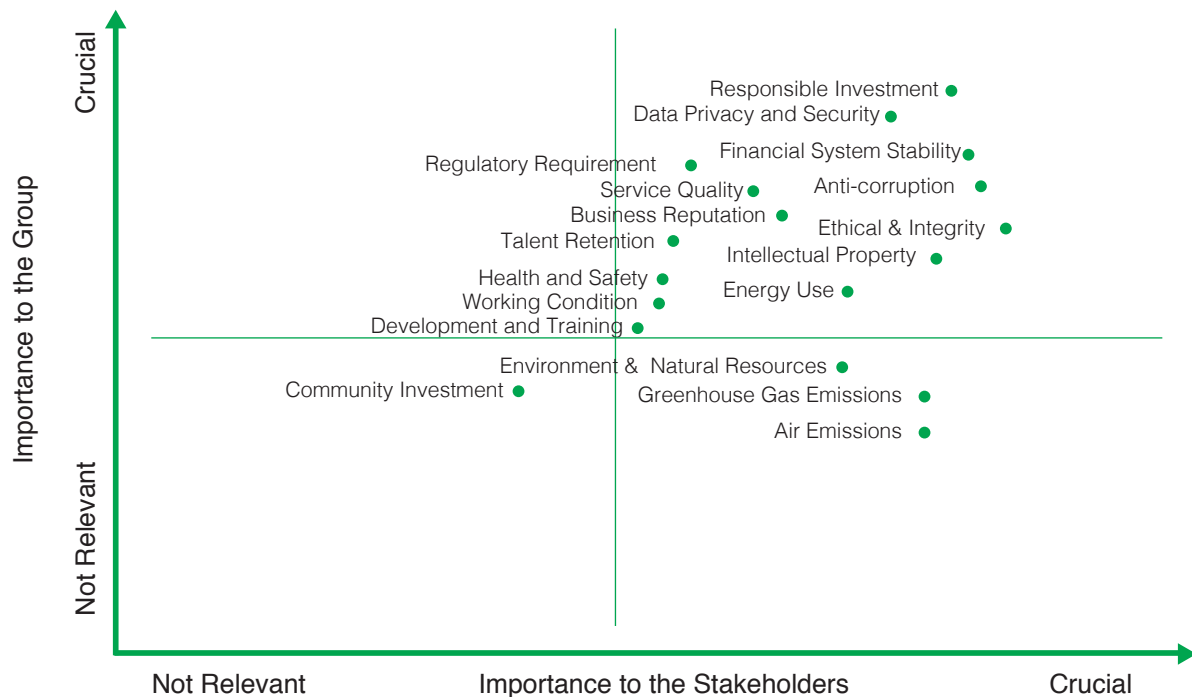 Crucial
Importance to the Group
Not Relevant
Responsible Investment
Data Privacy and Security
Financial System Stability
Regulatory Requirement
Anti-corruption
Service Quality
Business Reputation
Ethical & Integrity
Talent Retention
Intellectual Property
Health and Safety
Energy Use
Working Condition
Development and Training
Environment & Natural Resources
Community Investment
Greenhouse Gas Emissions
Air Emissions
Not Relevant
Importance to the Stakeholders
Crucial